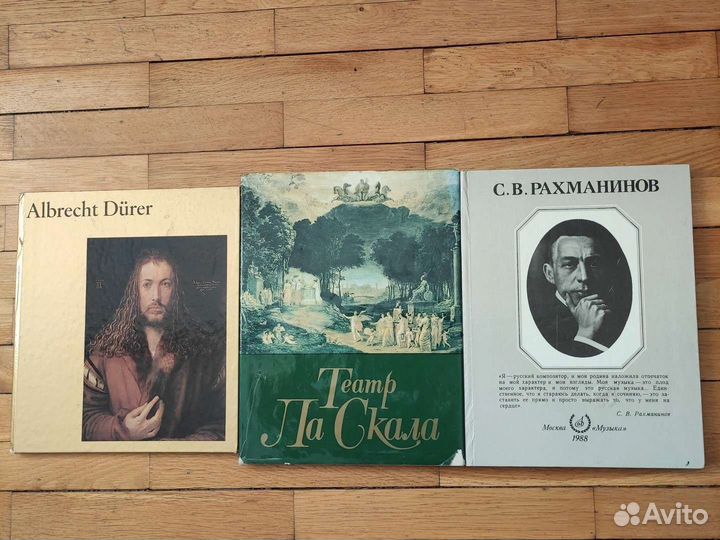 Albrecht Dürer
Театр
Ла Скала
С. В. РАХМАНИНОВ
«Я — русский композитор, и моя родина наложила отпечаток
на мой характер и мои взгляды. Моя музыка — это плод
моего характера, и потому это русская музыка... Един-
ственное, что я стараюсь делать, когда я сочиняю, — это за-
ставить ее прямо и просто выражать то, что у меня на
сердце»
С. В. Рахманинов
Москва «Музыка»
1988
Avito